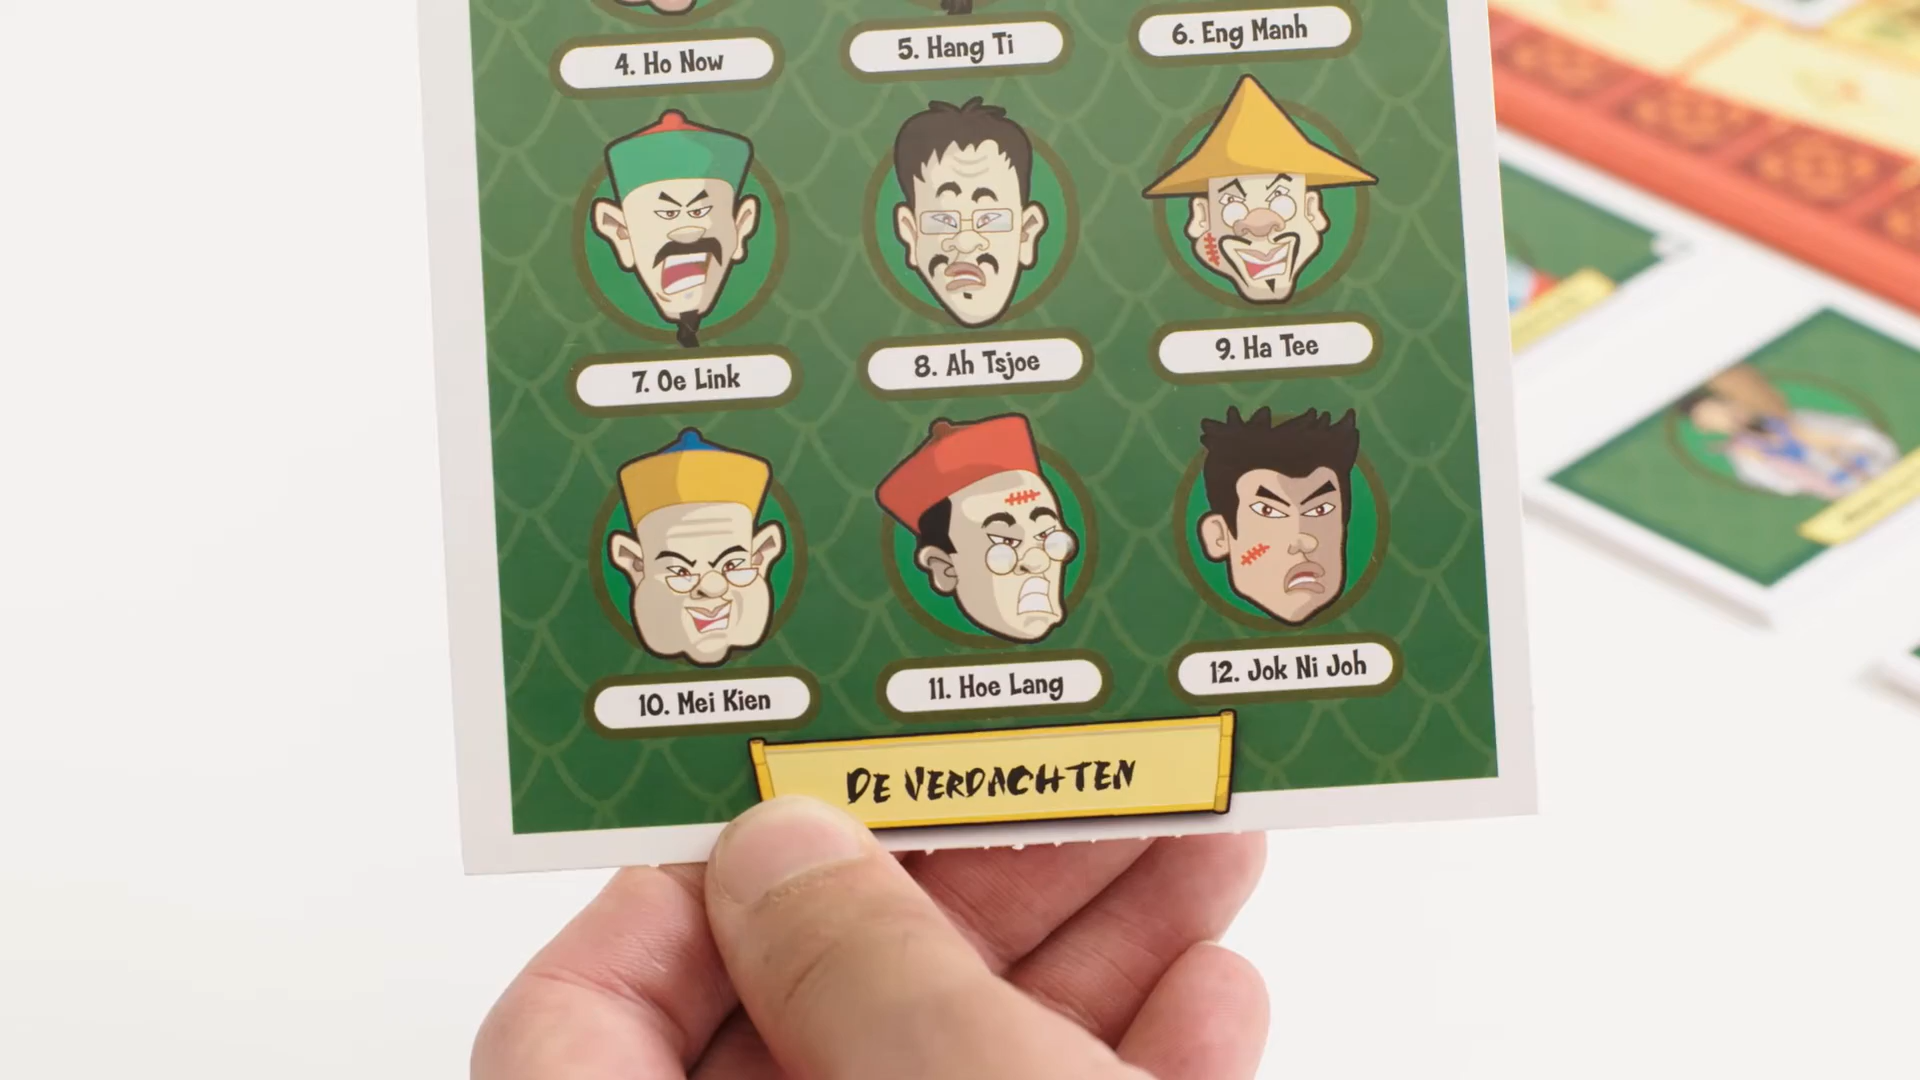 4. Ho Now
5. Hang Ti
6. Eng Manh
7. Oe Link
8. Ah Tsjoe
9. Ha Tee
10. Mei Kien
11. Hoe Lang
12. Jok Ni Joh
DE VERDACHTEN